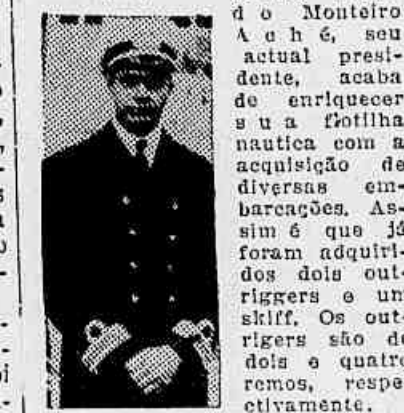 do Monteiro
Aché, seu
actual presi-
dente, acaba
de enriquecer
sua flotilha
nautica com a
acquisição de
diversas em-
barcações. As-
sim é que já
foram adquiri-
dos dois out-
riggers e um
skiff. Os out-
rigers são de
dois e quatro
remos, respe-
ctivamente.